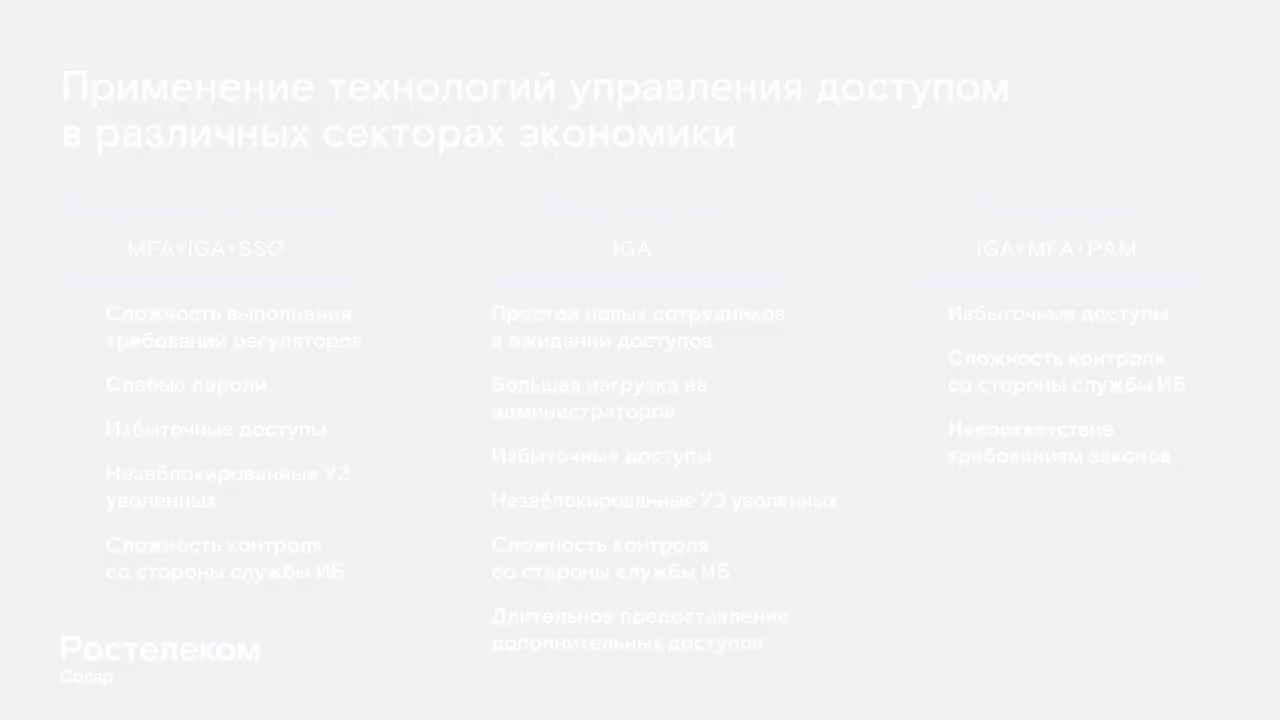 Применение технологий управления доступом
в различных секторах экономики
MFA+IGA+SSO
Сложность выполнения
требований регуляторов
Слабые пароли
Избыточные доступы
Незаблокированные УЗ
уволенных
Сложность контроля
со стороны службы ИБ
IGA
Простой новых сотрудников
в ожидании доступов
Большая нагрузка на
администраторов
Избыточные доступы
Незаблокированные УЗ уволенных
Сложность контроля
со стороны службы ИБ
Длительное предоставление
дополнительных доступов
IGA+MFA+PAM
Избыточные доступы
Сложность контроля
со стороны службы ИБ
Несоответствие
требованиям законов
Ростелеком
Солар